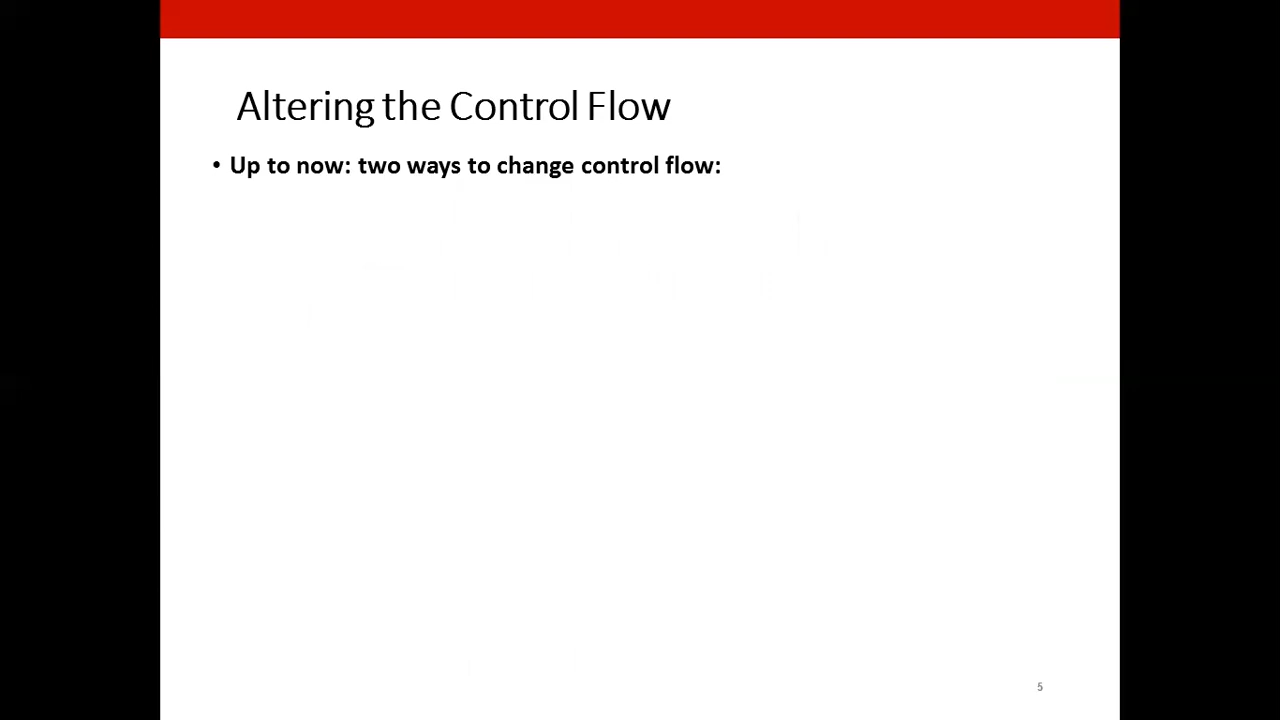 Altering the Control Flow
• Up to now: two ways to change control flow:
5